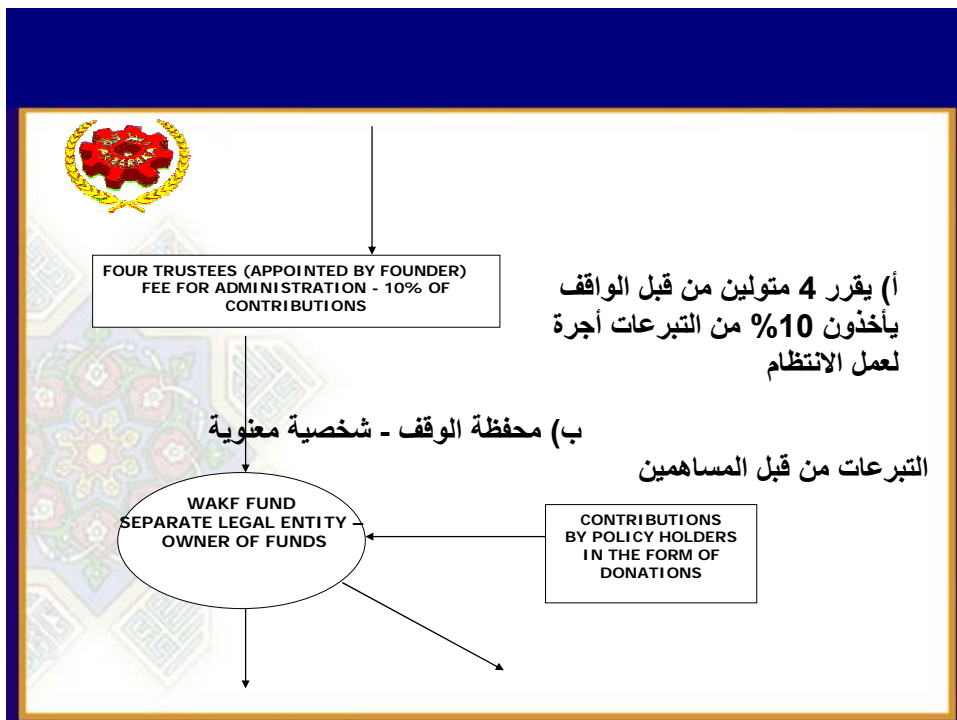 FOUR TRUSTEES (APPOINTED BY FOUNDER)
FEE FOR ADMINISTRATION - 10% OF
CONTRIBUTIONS
أ) يقرر 4 متولين من قبل الواقف
يأخذون 10% من التبرعات أجرة
لعمل الانتظام
ب) محفظة الوقف - شخصية معنوية
التبرعات من قبل المساهمين
WAKF FUND
SEPARATE LEGAL ENTITY –
OWNER OF FUNDS
CONTRIBUTIONS
BY POLICY HOLDERS
IN THE FORM OF
DONATIONS